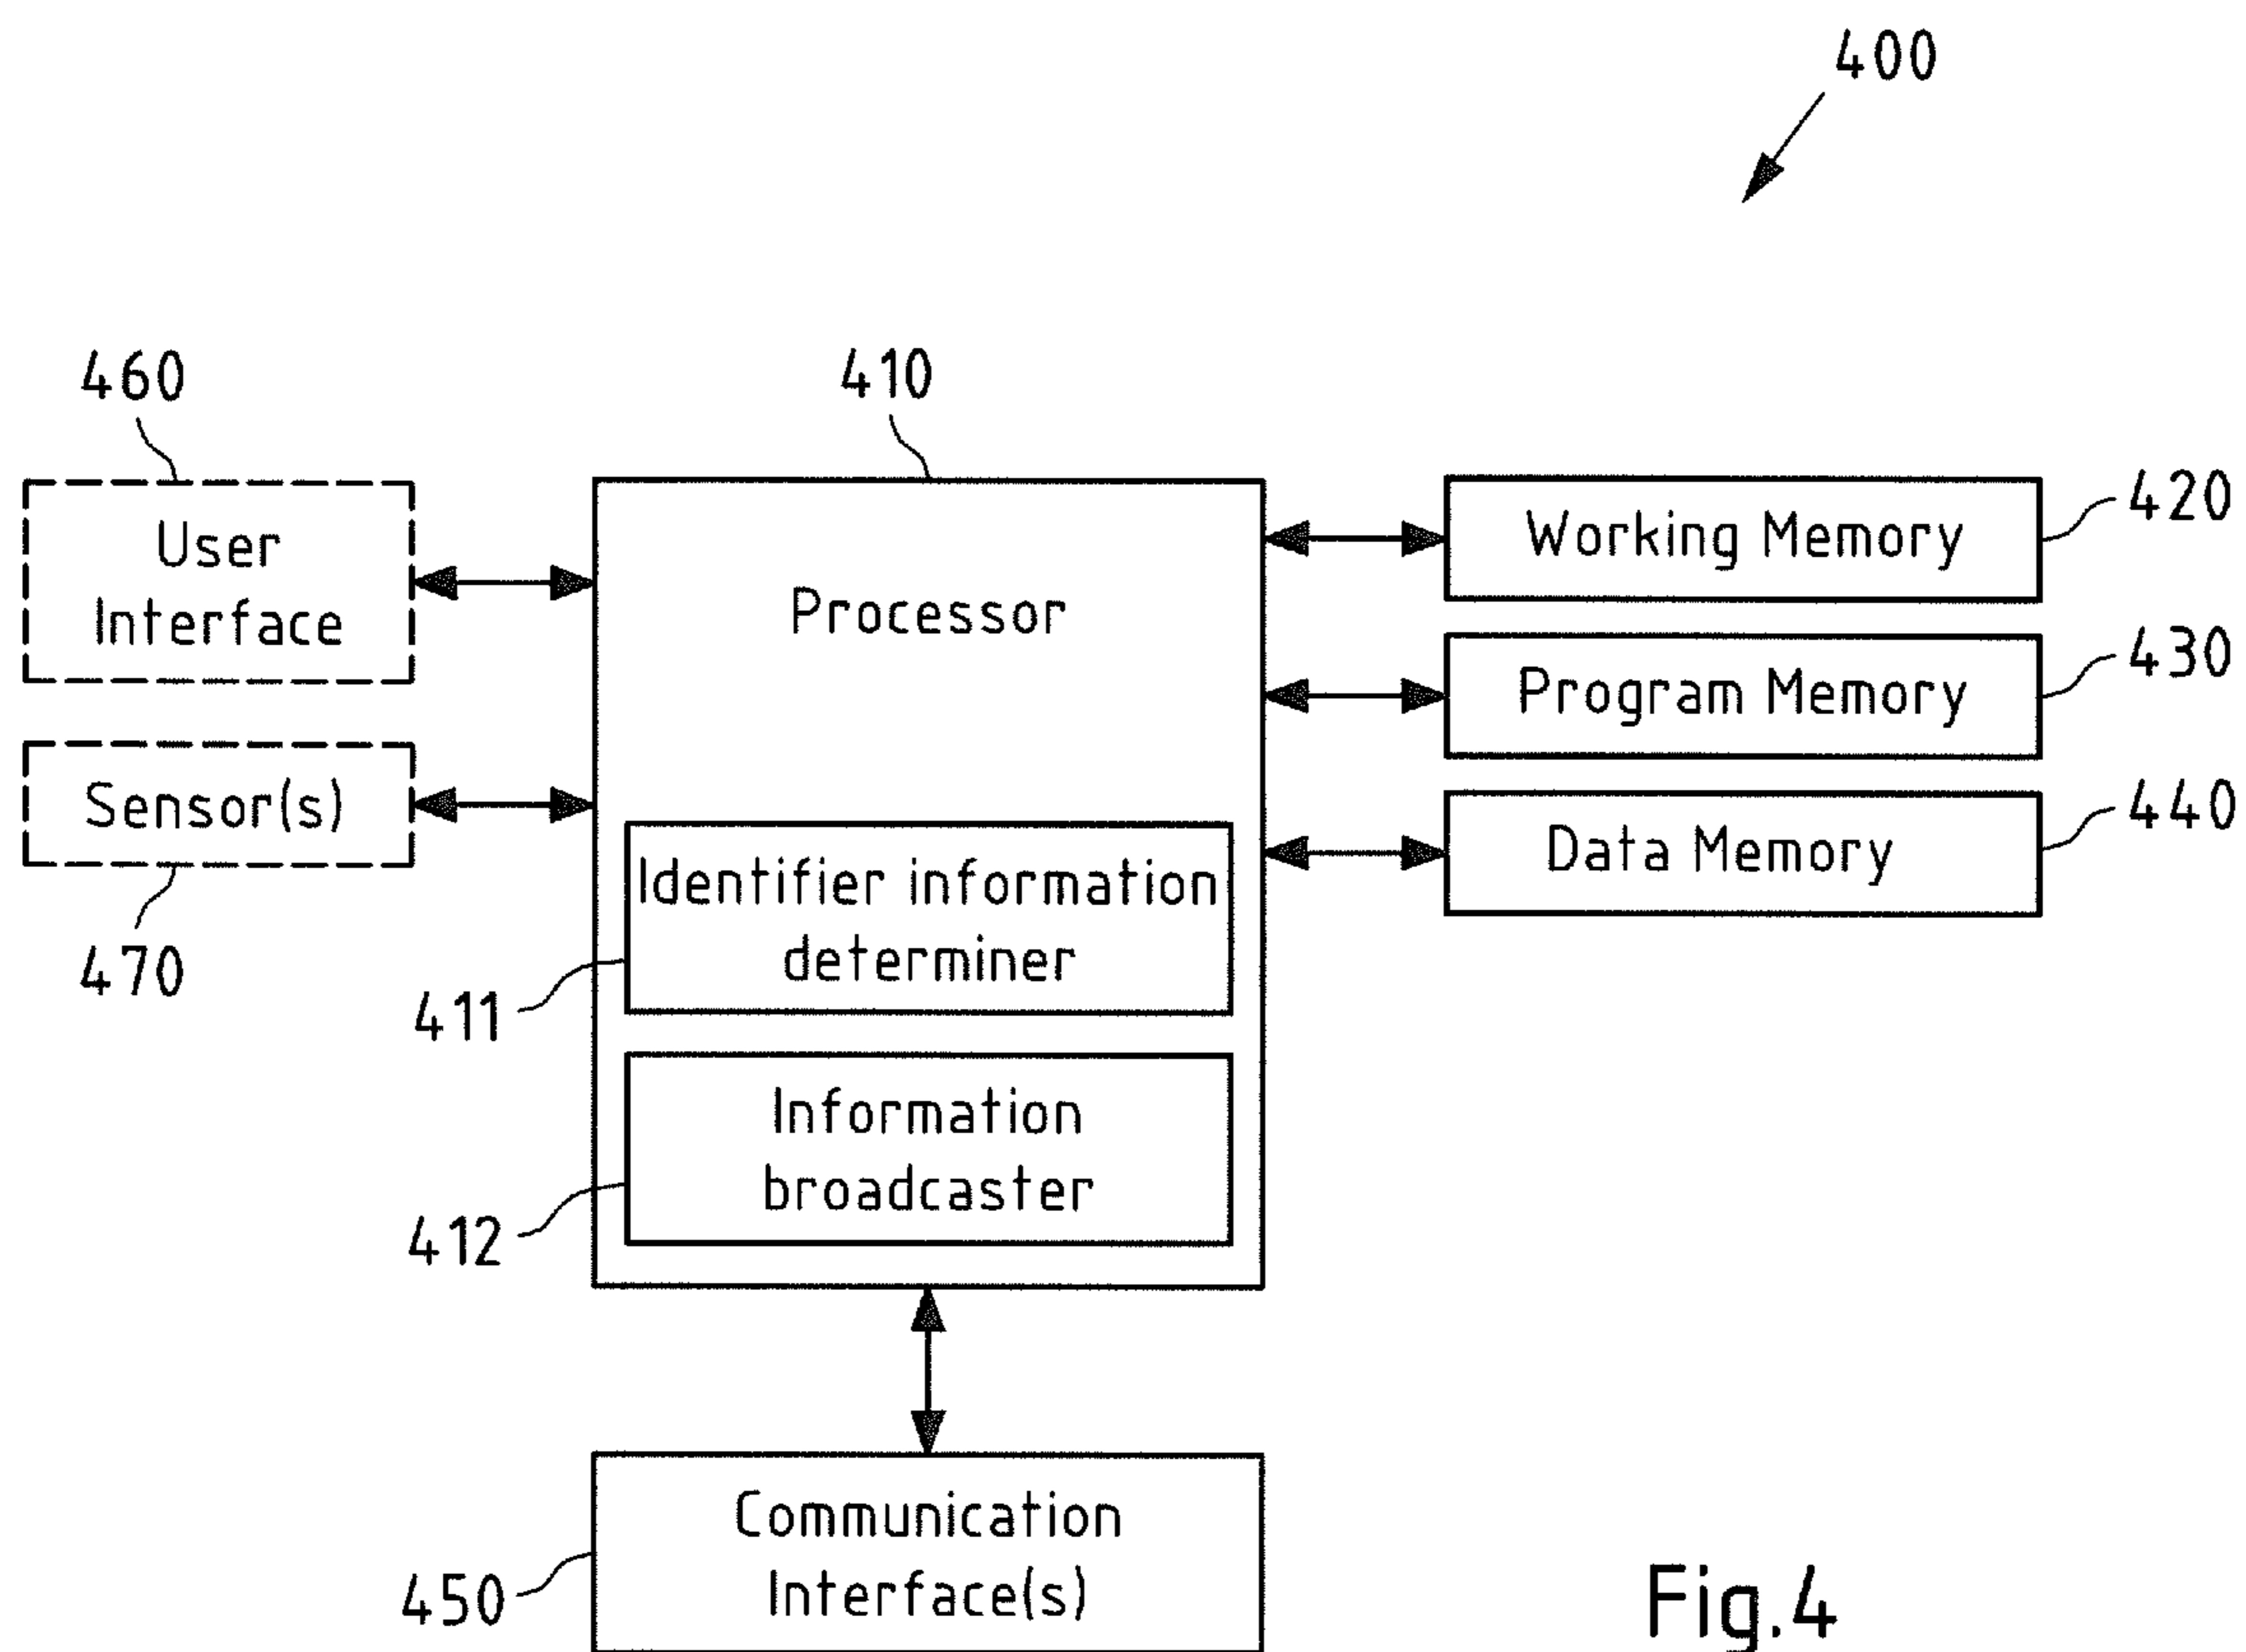 400
460
410
User
Interface
Processor
Working Memory
420
Program Memory
430
Sensor(s)
470
Data Memory
440
Identifier information
determiner
411
Information
broadcaster
412
Communication
Interface(s)
450
Fig.4